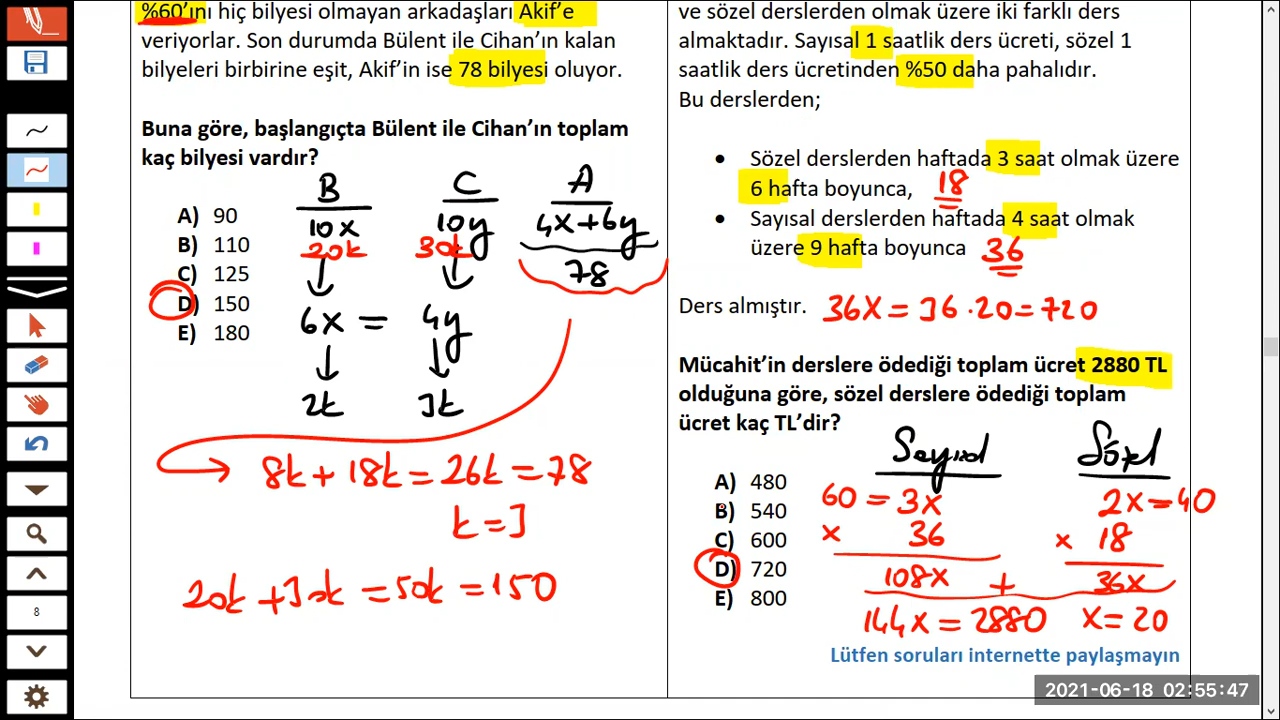 %60'ını hiç bilyesi olmayan arkadaşları Akif'e
veriyorlar. Son durumda Bülent ile Cihan'ın kalan
bilyeleri birbirine eşit, Akif'in ise 78 bilyesi oluyor.
Buna göre, başlangıçta Bülent ile Cihan'ın toplam
kaç bilyesi vardır?
A) 90
B) 110
C) 125
D) 150
E) 180
B C A
10x 10y 4x+6y
20k 30k 78
6x = 4y
2k 3k
8k + 18k = 26k = 78
k = 3
20k + 30k = 50k = 150
ve sözel derslerden olmak üzere iki farklı ders
almaktadır. Sayısal 1 saatlik ders ücreti, sözel 1
saatlik ders ücretinden %50 daha pahalıdır.
Bu derslerden;
• Sözel derslerden haftada 3 saat olmak üzere
6 hafta boyunca, 18
• Sayısal derslerden haftada 4 saat olmak
üzere 9 hafta boyunca 36
Ders almıştır. 36x = 36 · 20 = 720
Mücahit'in derslere ödediği toplam ücret 2880 TL
olduğuna göre, sözel derslere ödediği toplam
ücret kaç TL'dir?
A) 480
B) 540
C) 600
D) 720
E) 800
Sayısal Sözel
60 = 3x 2x = 40
x 36 x 18
108x + 36x
144x = 2880 x = 20
Lütfen soruları internette paylaşmayın
8
2021-06-18 02:55:47